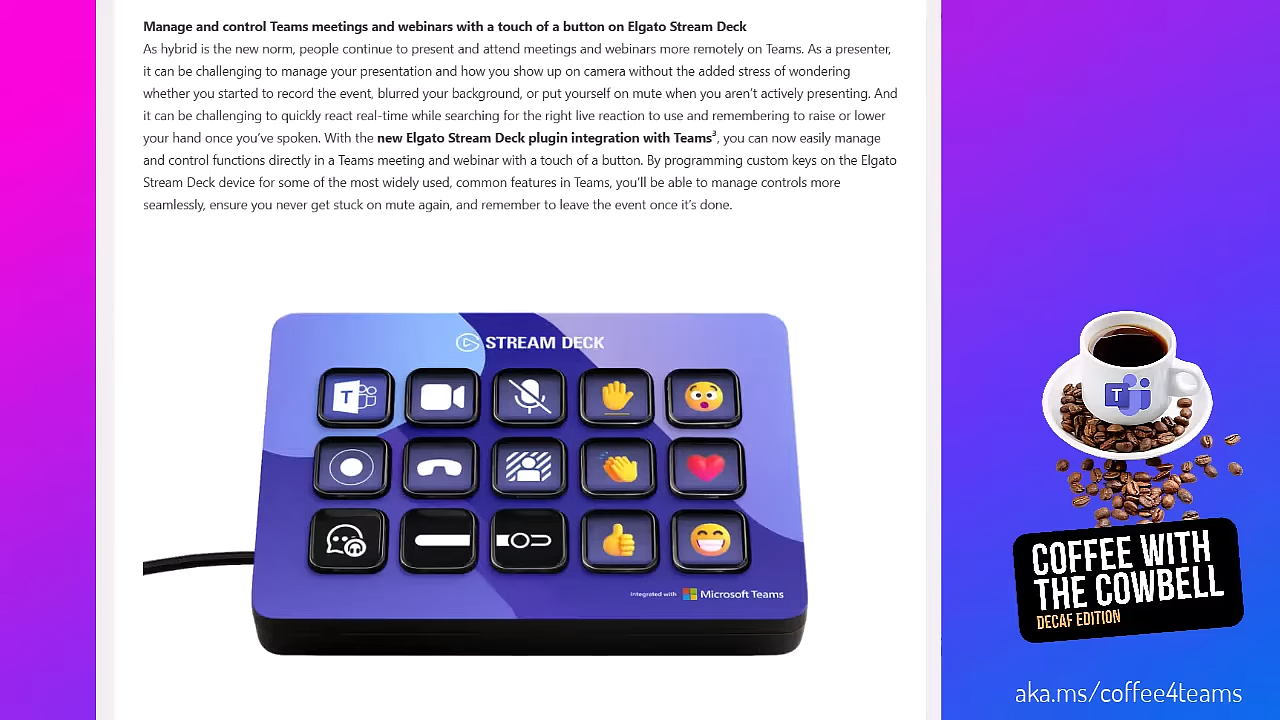 Manage and control Teams meetings and webinars with a touch of a button on Elgato Stream Deck
As hybrid is the new norm, people continue to present and attend meetings and webinars more remotely on Teams. As a presenter,
it can be challenging to manage your presentation and how you show up on camera without the added stress of wondering
whether you started to record the event, blurred your background, or put yourself on mute when you aren't actively presenting. And
it can be challenging to quickly react real-time while searching for the right live reaction to use and remembering to raise or lower
your hand once you've spoken. With the new Elgato Stream Deck plugin integration with Teams³, you can now easily manage
and control functions directly in a Teams meeting and webinar with a touch of a button. By programming custom keys on the Elgato
Stream Deck device for some of the most widely used, common features in Teams, you'll be able to manage controls more
seamlessly, ensure you never get stuck on mute again, and remember to leave the event once it's done.
STREAM DECK
T
Integrated with Microsoft Teams
T
COFFEE WITH
THE COWBELL
DECAF EDITION
aka.ms/coffee4teams